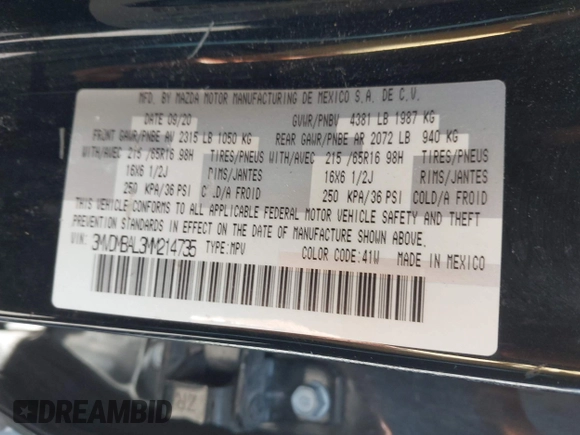 MFD. BY MAZDA MOTOR MANUFACTURING DE MEXICO S.A. DE C.V.
DATE 09/20 GVWR/PNBV 4381 LB 1987 KG
FRONT GAWR/PNBE AV 2315 LB 1050 KG REAR GAWR/PNBE AR 2072 LB 940 KG
WITH/AVEC 215 /65R16 98H TIRES/PNEUS WITH/AVEC 215 /65R16 98H TIRES/PNEUS
16X6 1/2J RIMS/JANTES 16X6 1/2J RIMS/JANTES
250 KPA/36 PSI C LD/A FROID 250 KPA/36 PSI COLD/A FROID
THIS VEHICLE CONFORMS TO ALL APPLICABLE FEDERAL MOTOR VEHICLE SAFETY AND THEFT
PREVENTION STANDARDS IN EFFECT ON THE DATE OF MANUFACTURE SHOWN ABOVE.
VIN: 3MVDMBAL3MM214735 TYPE:MPV COLOR CODE:41W MADE IN MEXICO
DREAMBID